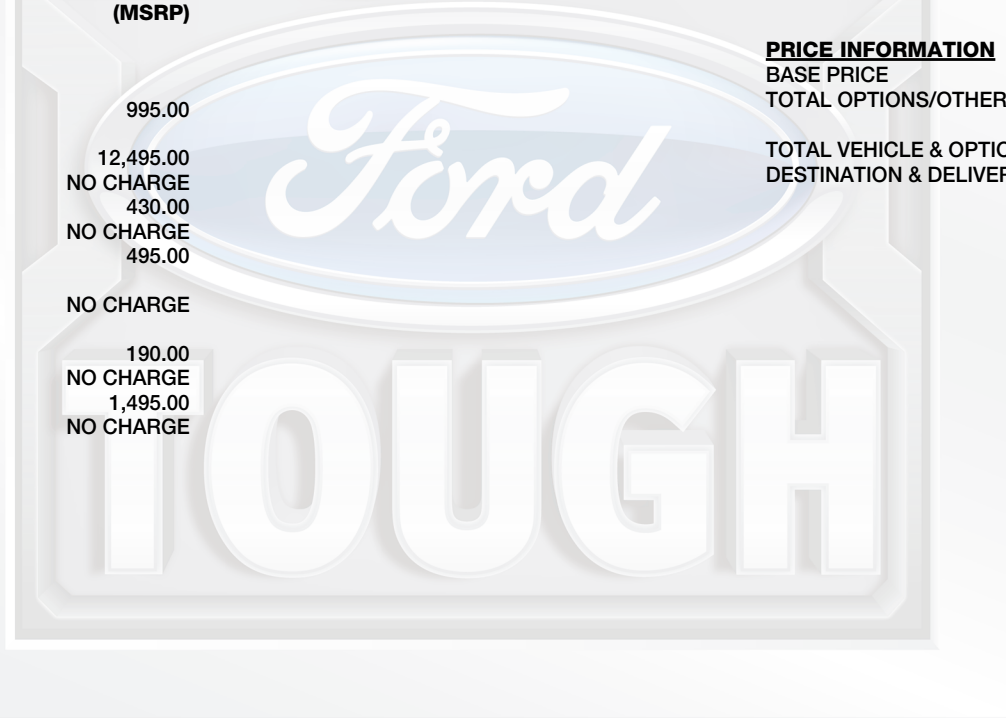 (MSRP)
995.00
12,495.00
NO CHARGE
430.00
NO CHARGE
495.00
NO CHARGE
190.00
NO CHARGE
1,495.00
NO CHARGE
PRICE INFORMATION
BASE PRICE
TOTAL OPTIONS/OTHER
TOTAL VEHICLE & OPTIO
DESTINATION & DELIVER
Ford
TOUGH